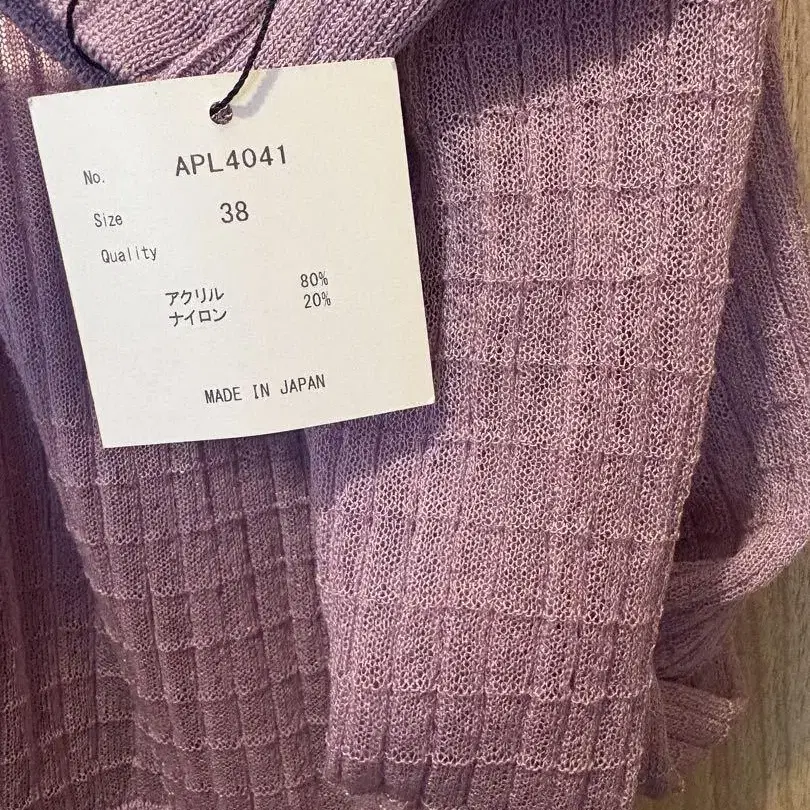 No. APL4041
Size 38
Quality
アクリル 80%
ナイロン 20%
MADE IN JAPAN